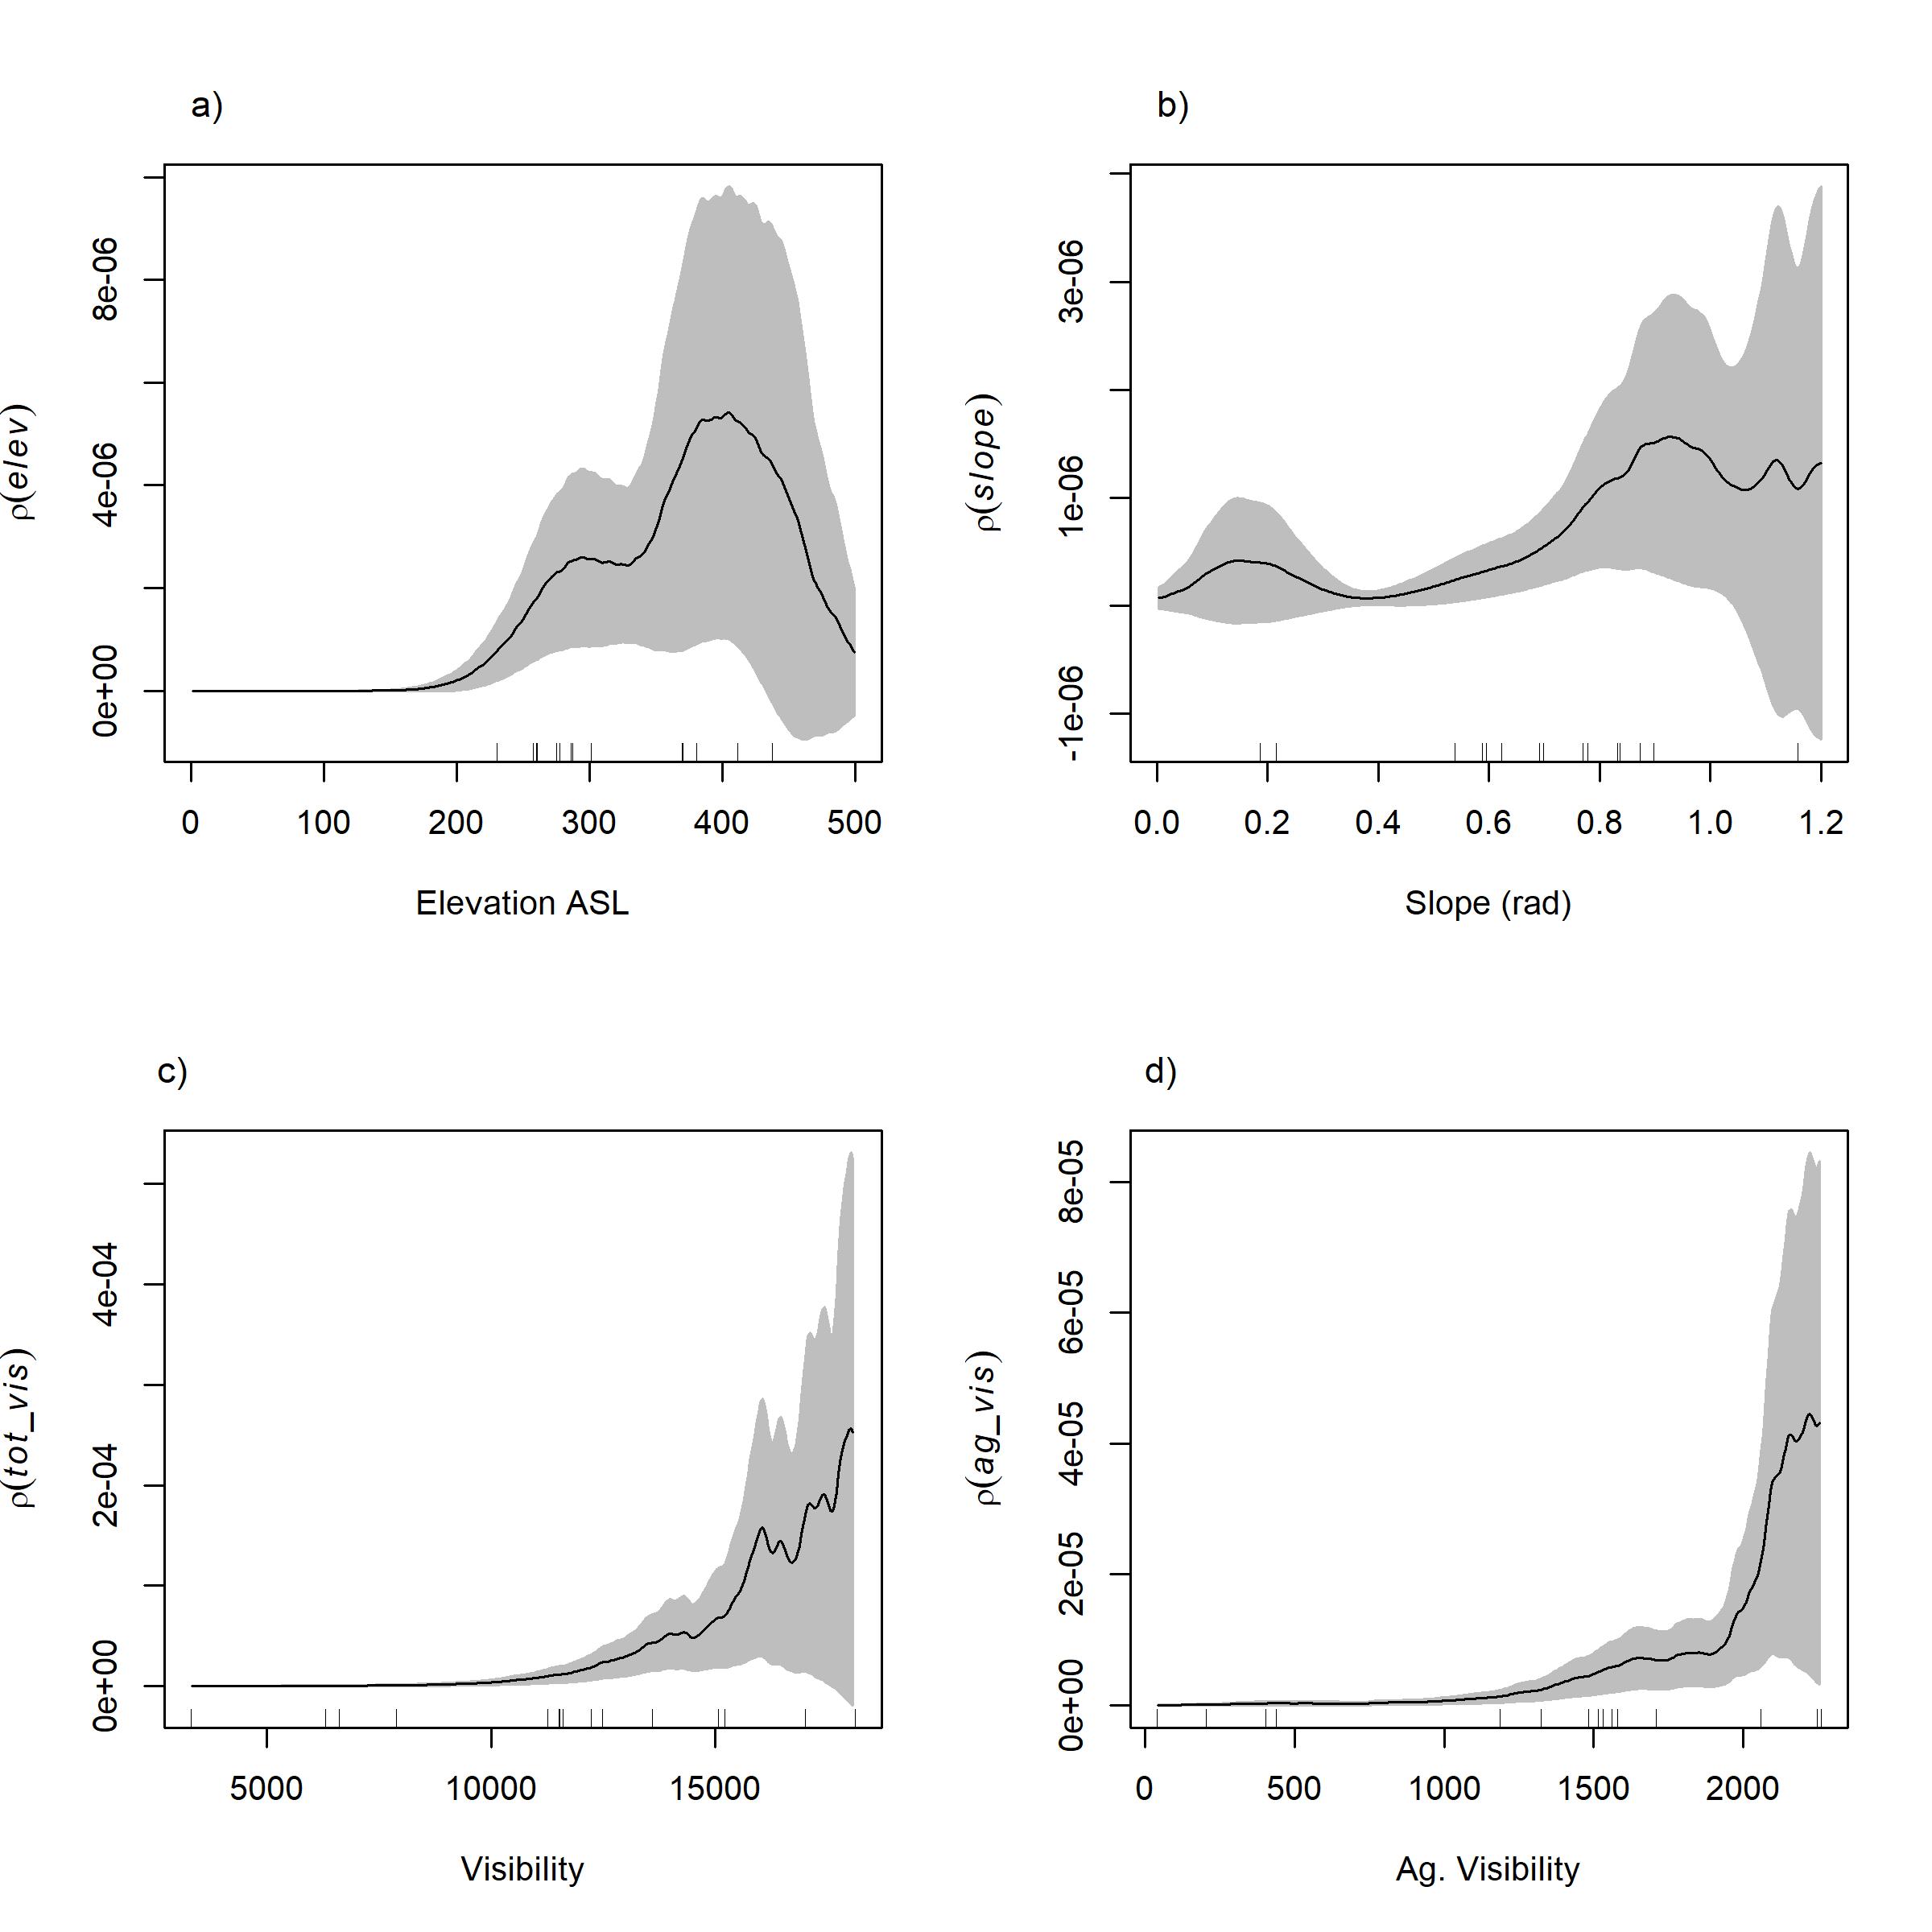 a)
ρ(elev)
0e+00 4e-06 8e-06
0 100 200 300 400 500
Elevation ASL
b)
ρ(slope)
-1e-06 1e-06 3e-06
0.0 0.2 0.4 0.6 0.8 1.0 1.2
Slope (rad)
c)
ρ(tot_vis)
0e+00 2e-04 4e-04
5000 10000 15000
Visibility
d)
ρ(ag_vis)
0e+00 2e-05 4e-05 6e-05 8e-05
0 500 1000 1500 2000
Ag. Visibility